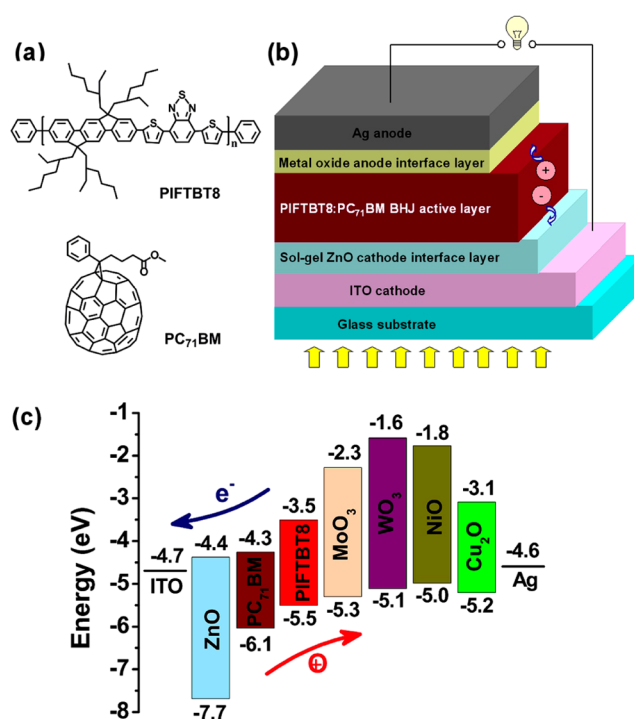 (a)
(b)
S
N N
S S
n
PIFTBT8
O
O
PC₇₁BM
Ag anode
Metal oxide anode interface layer
PIFTBT8:PC₇₁BM BHJ active layer
+
-
Sol-gel ZnO cathode interface layer
ITO cathode
Glass substrate
(c)
Energy (eV)
-1
-2
-3
-4
-5
-6
-7
-8
e⁻
-4.7
ITO
-4.4
ZnO
-7.7
-4.3
PC₇₁BM
-6.1
-3.5
PIFTBT8
-5.5
-2.3
MoO₃
-5.3
-1.6
WO₃
-5.1
-1.8
NiO
-5.0
-3.1
Cu₂O
-5.2
-4.6
Ag
+